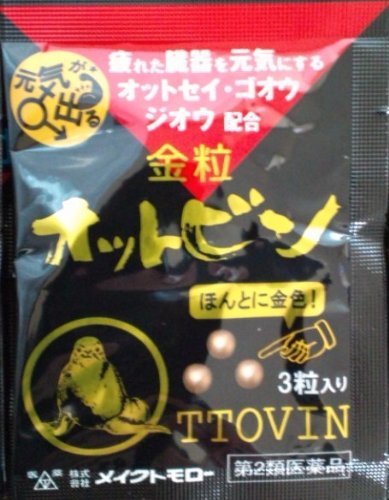 元気が
出る
疲れた臓器を元気にする
オットセイ・ゴオウ
ジオウ 配合
金粒
オットビン
ほんとに金色!
3粒入り
TTOVIN
医薬 株式会社 メイクトモロー
第2類医薬品